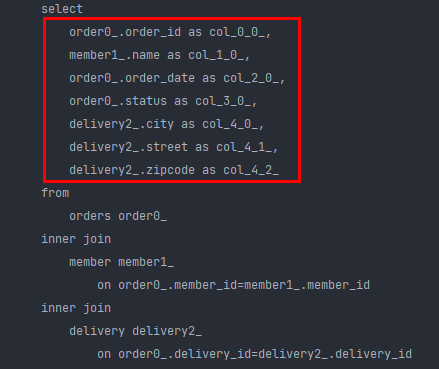 select
order0_.order_id as col_0_0_,
member1_.name as col_1_0_,
order0_.order_date as col_2_0_,
order0_.status as col_3_0_,
delivery2_.city as col_4_0_,
delivery2_.street as col_4_1_,
delivery2_.zipcode as col_4_2_
from
orders order0_
inner join
member member1_
on order0_.member_id=member1_.member_id
inner join
delivery delivery2_
on order0_.delivery_id=delivery2_.delivery_id